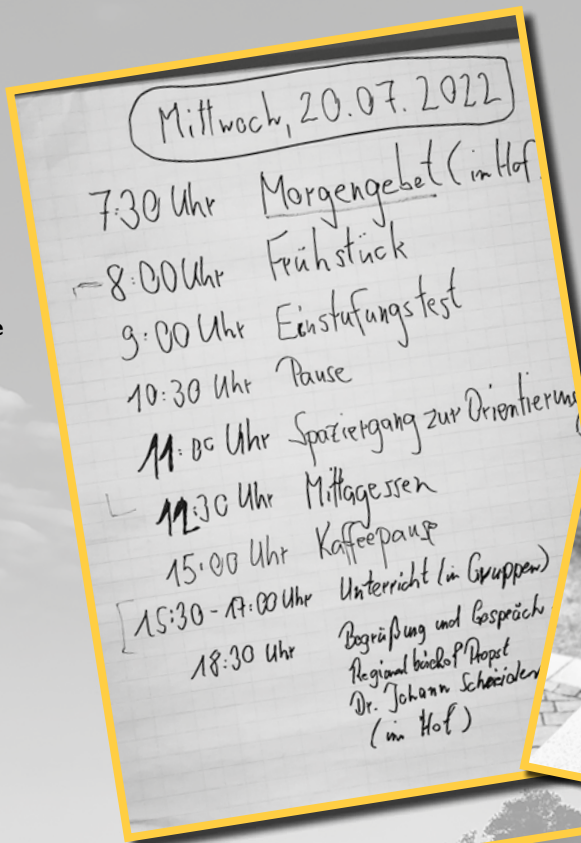 Mittwoch, 20.07.2022
7:30 Uhr Morgengebet (im Hof
8:00 Uhr Frühstück
9:00 Uhr Einstufungstest
10:30 Uhr Pause
11:00 Uhr Spaziergang zur Orientierung
12:30 Uhr Mittagessen
15:00 Uhr Kaffeepause
15:30 - 17:00 Uhr Unterricht (in Gruppen)
18:30 Uhr Begrüßung und Gespräch
Regionalbischof Propst
Dr. Johann Schneider
(im Hof)
e